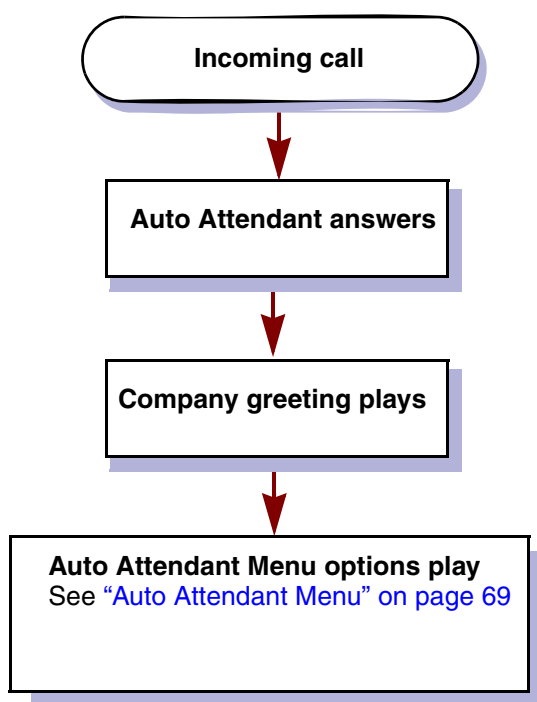 Incoming call
Auto Attendant answers
Company greeting plays
Auto Attendant Menu options play
See “Auto Attendant Menu” on page 69